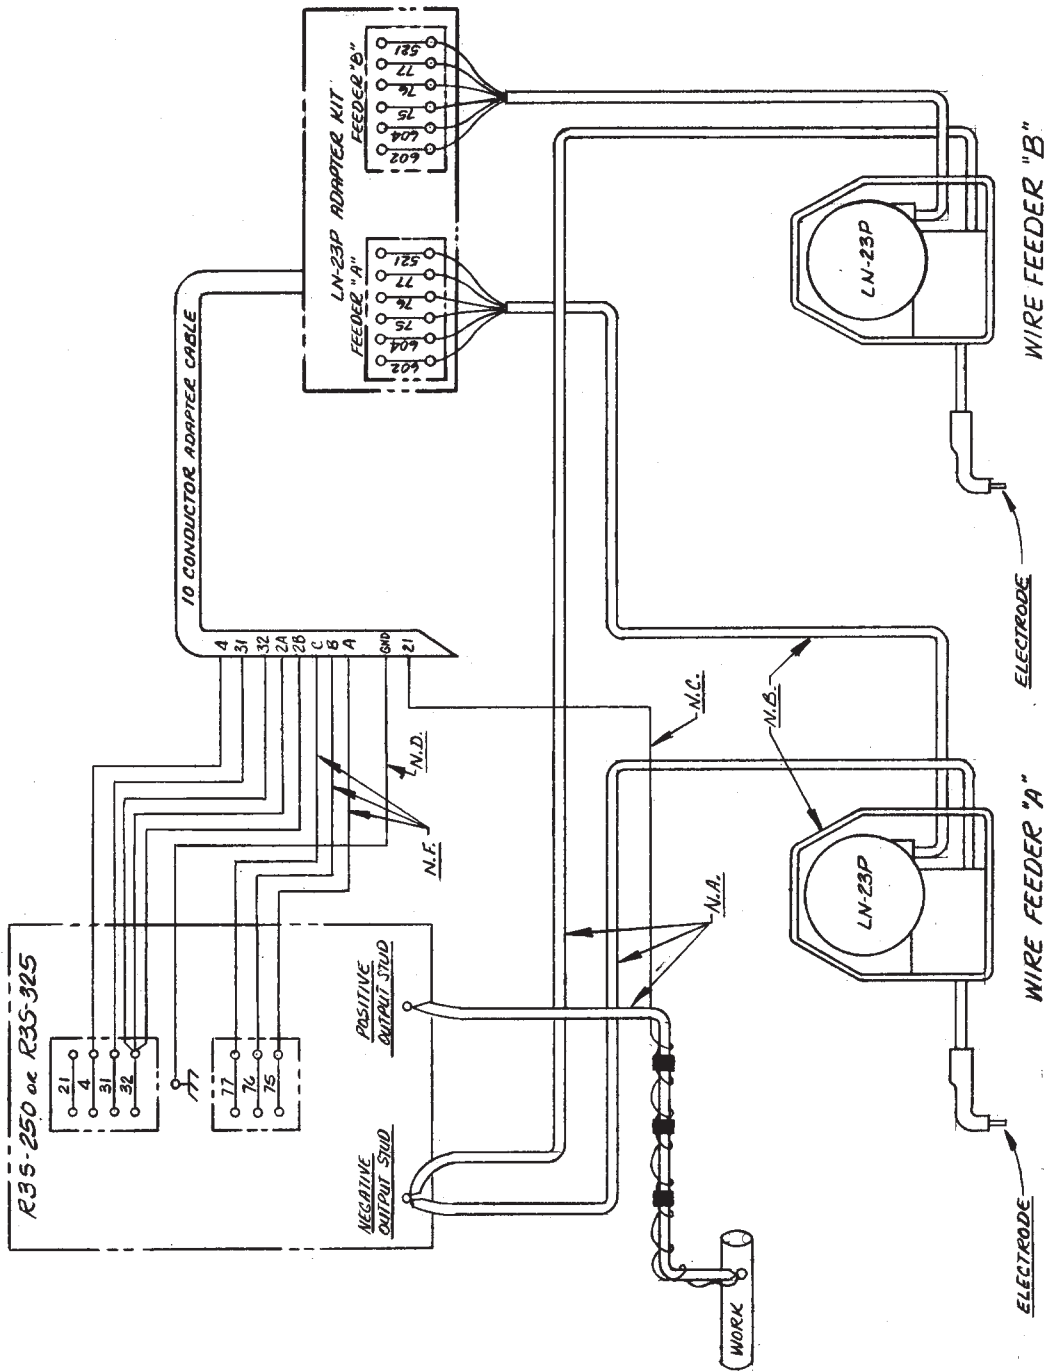 R3S-250 or R3S-325
21
4
31
32
77
76
75
NEGATIVE
OUTPUT STUD
POSITIVE
OUTPUT STUD
N.F.
N.D.
4
31
32
2A
2B
C
B
A
GND
21
10 CONDUCTOR ADAPTER CABLE
LN-23P ADAPTER KIT
FEEDER "A"
602
604
75
76
77
521
FEEDER "B"
602
604
75
76
77
521
N.A.
N.C.
N.B.
WORK
LN-23P
LN-23P
ELECTRODE
ELECTRODE
WIRE FEEDER "A"
WIRE FEEDER "B"